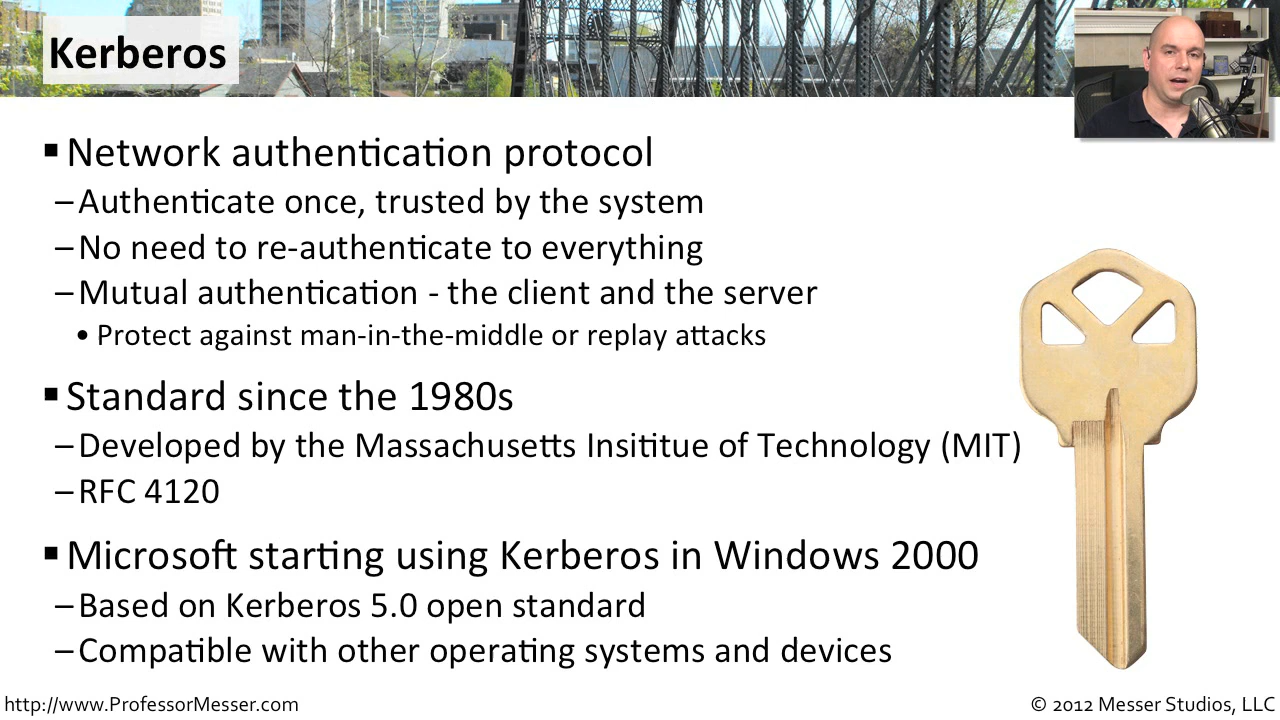 Kerberos
▪ Network authentication protocol
– Authenticate once, trusted by the system
– No need to re-authenticate to everything
– Mutual authentication - the client and the server
• Protect against man-in-the-middle or replay attacks
▪ Standard since the 1980s
– Developed by the Massachusetts Insititue of Technology (MIT)
– RFC 4120
▪ Microsoft starting using Kerberos in Windows 2000
– Based on Kerberos 5.0 open standard
– Compatible with other operating systems and devices
http://www.ProfessorMesser.com
© 2012 Messer Studios, LLC